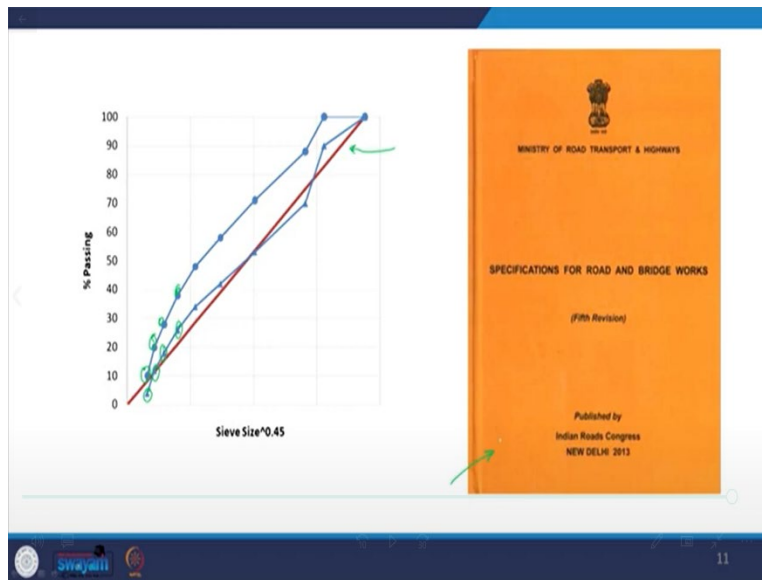 100
90
80
70
60
50
40
30
20
10
0
% Passing
Sieve Size^0.45
MINISTRY OF ROAD TRANSPORT & HIGHWAYS
SPECIFICATIONS FOR ROAD AND BRIDGE WORKS
(Fifth Revision)
Published by
Indian Roads Congress
NEW DELHI 2013
swayam
11